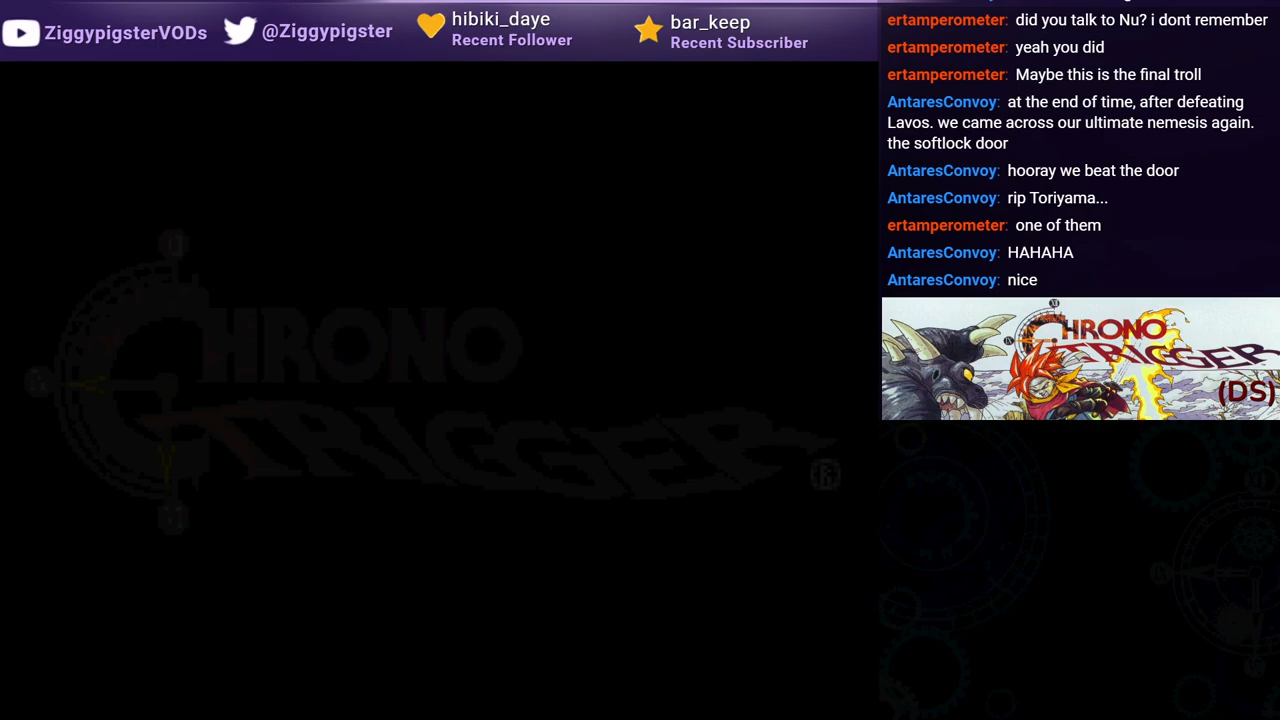 ZiggypigsterVODs
@Ziggypigster
hibiki_daye
Recent Follower
bar_keep
Recent Subscriber
ertamperometer: did you talk to Nu? i dont remember
ertamperometer: yeah you did
ertamperometer: Maybe this is the final troll
AntaresConvoy: at the end of time, after defeating
Lavos. we came across our ultimate nemesis again.
the softlock door
AntaresConvoy: hooray we beat the door
AntaresConvoy: rip Toriyama...
ertamperometer: one of them
AntaresConvoy: HAHAHA
AntaresConvoy: nice
CHRONO
TRIGGER
(DS)
CHRONO
TRIGGER
®